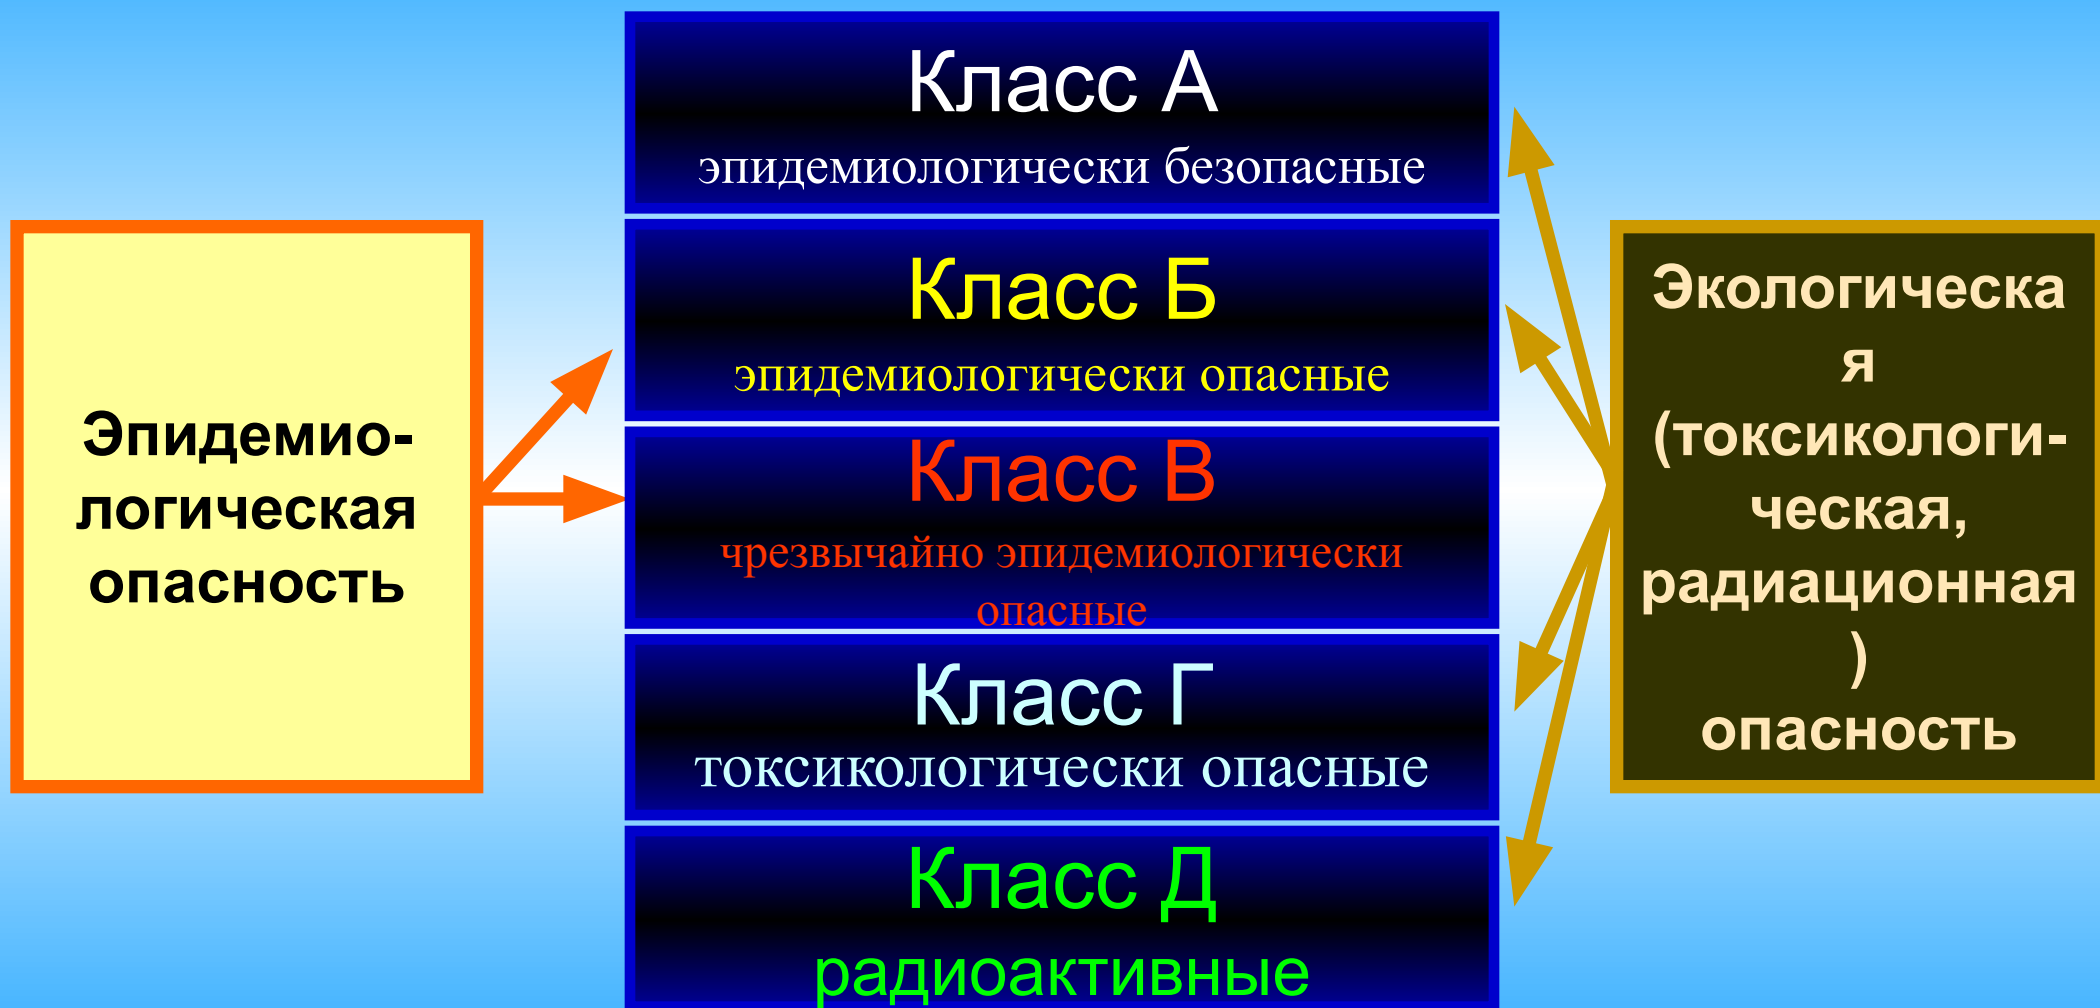 Класс А
эпидемиологически безопасные
Класс Б
эпидемиологически опасные
Класс В
чрезвычайно эпидемиологически
опасные
Класс Г
токсикологически опасные
Класс Д
радиоактивные
Эпидемио-
логическая
опасность
Экологическа
я
(токсикологи-
ческая,
радиационная
)
опасность